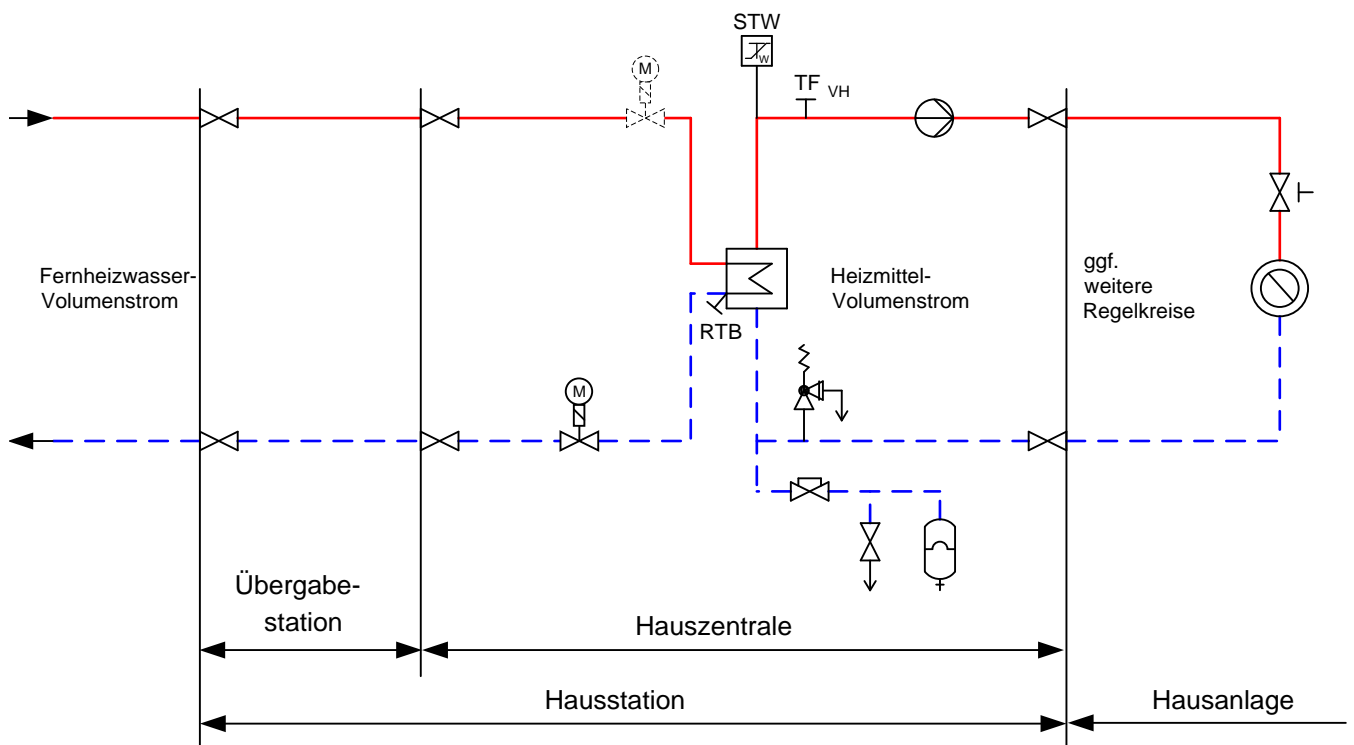 STW
W
M
TF VH
Fernheizwasser-
Volumenstrom
Heizmittel-
Volumenstrom
ggf.
weitere
Regelkreise
RTB
M
Übergabe-
station
Hauszentrale
Hausstation
Hausanlage